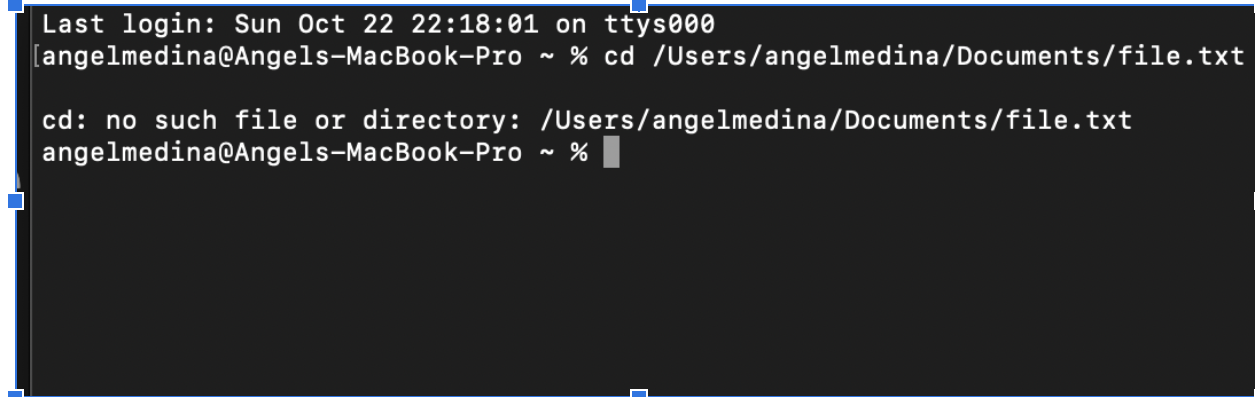 Last login: Sun Oct 22 22:18:01 on ttys000
[angelmedina@Angels-MacBook-Pro ~ % cd /Users/angelmedina/Documents/file.txt
cd: no such file or directory: /Users/angelmedina/Documents/file.txt
angelmedina@Angels-MacBook-Pro ~ %